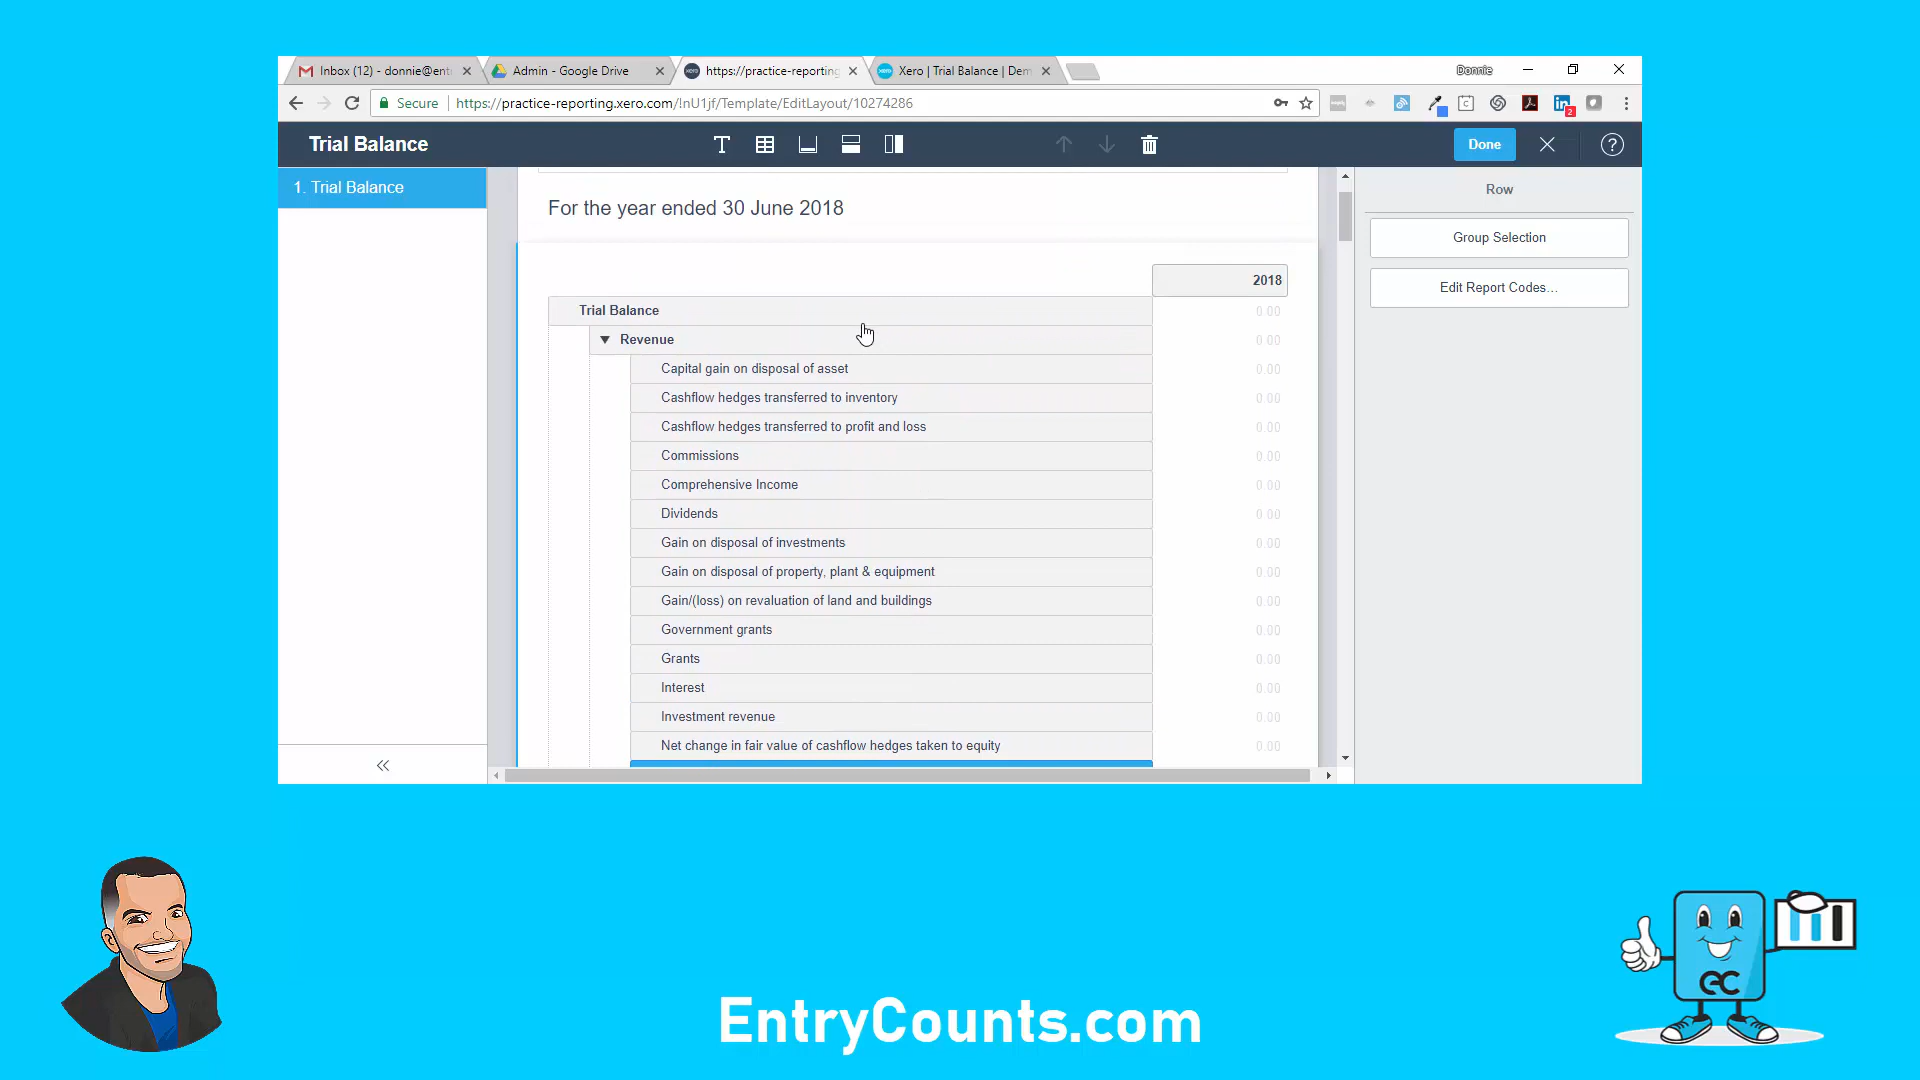 Inbox (12) - donnie@ent
Admin - Google Drive
https://practice-reporting
Xero | Trial Balance | Dem
Donnie
Secure
https://practice-reporting.xero.com/!nU1jf/Template/EditLayout/10274286
2
Trial Balance
Done
1. Trial Balance
For the year ended 30 June 2018
Row
Group Selection
Edit Report Codes...
2018
Trial Balance 0.00
Revenue 0.00
Capital gain on disposal of asset 0.00
Cashflow hedges transferred to inventory 0.00
Cashflow hedges transferred to profit and loss 0.00
Commissions 0.00
Comprehensive Income 0.00
Dividends 0.00
Gain on disposal of investments 0.00
Gain on disposal of property, plant & equipment 0.00
Gain/(loss) on revaluation of land and buildings 0.00
Government grants 0.00
Grants 0.00
Interest 0.00
Investment revenue 0.00
Net change in fair value of cashflow hedges taken to equity 0.00
ec
EntryCounts.com